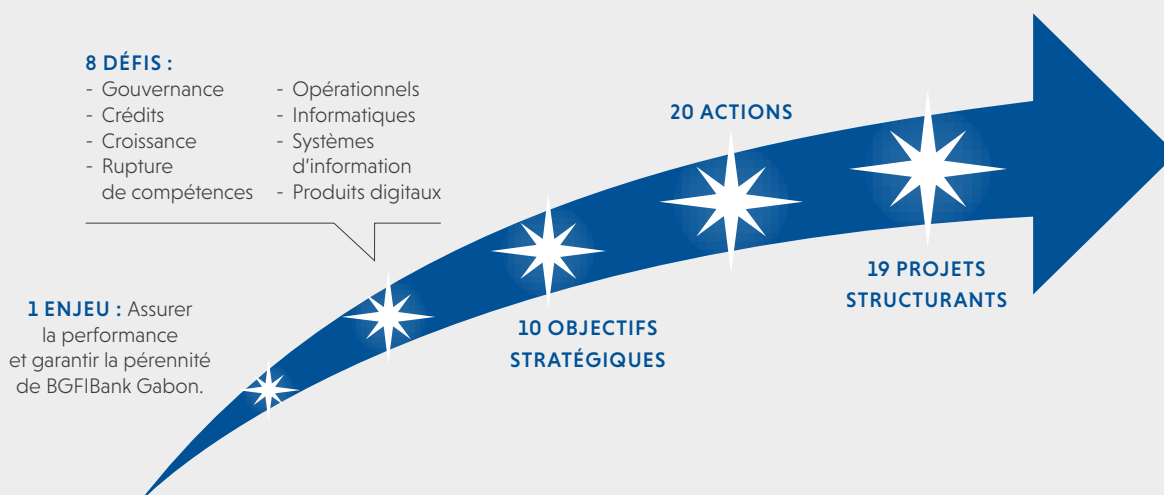 8 DÉFIS :
- Gouvernance
- Crédits
- Croissance
- Rupture
de compétences
- Opérationnels
- Informatiques
- Systèmes
d'information
- Produits digitaux
1 ENJEU : Assurer
la performance
et garantir la pérennité
de BGFIBank Gabon.
10 OBJECTIFS
STRATÉGIQUES
20 ACTIONS
19 PROJETS
STRUCTURANTS